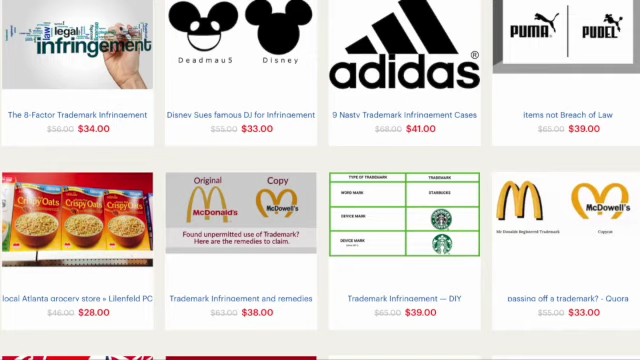 law legal
infringement
The 8-Factor Trademark Infringement
$56.00 $34.00
Deadmau5 Disney
Disney Sues famous DJ for Infringement
$55.00 $33.00
adidas®
9 Nasty Trademark Infringement Cases
$68.00 $41.00
PUMA PUDEL
items not Breach of Law
$65.00 $39.00
Crispy Oats Crispy Oats Crispy Oats
local Atlanta grocery store » Lilenfeld PC
$46.00 $28.00
Original Copy
McDonald's McDowell's
Found unpermitted use of Trademark?
Here are the remedies to claim.
Trademark Infringement and remedies
$63.00 $38.00
TYPE OF TRADEMARK TRADEMARK
WORD MARK STARBUCKS
DEVICE MARK
DEVICE MARK
Trademark Infringement — DIY
$65.00 $39.00
McDowell's
Mc Donalds Registered Trademark Copycat
passing off a trademark? - Quora
$55.00 $33.00